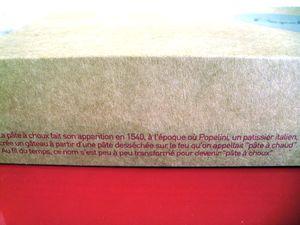 a pâte à choux fait son apparition en 1540, à l'époque où Popelini, un patissier italien,
crée un gâteau à partir d'une pâte desséchée sur le feu qu'on appellait "pâte à chaud".
Au fil du temps, ce nom s'est peu à peu transformé pour devenir "pâte à choux".